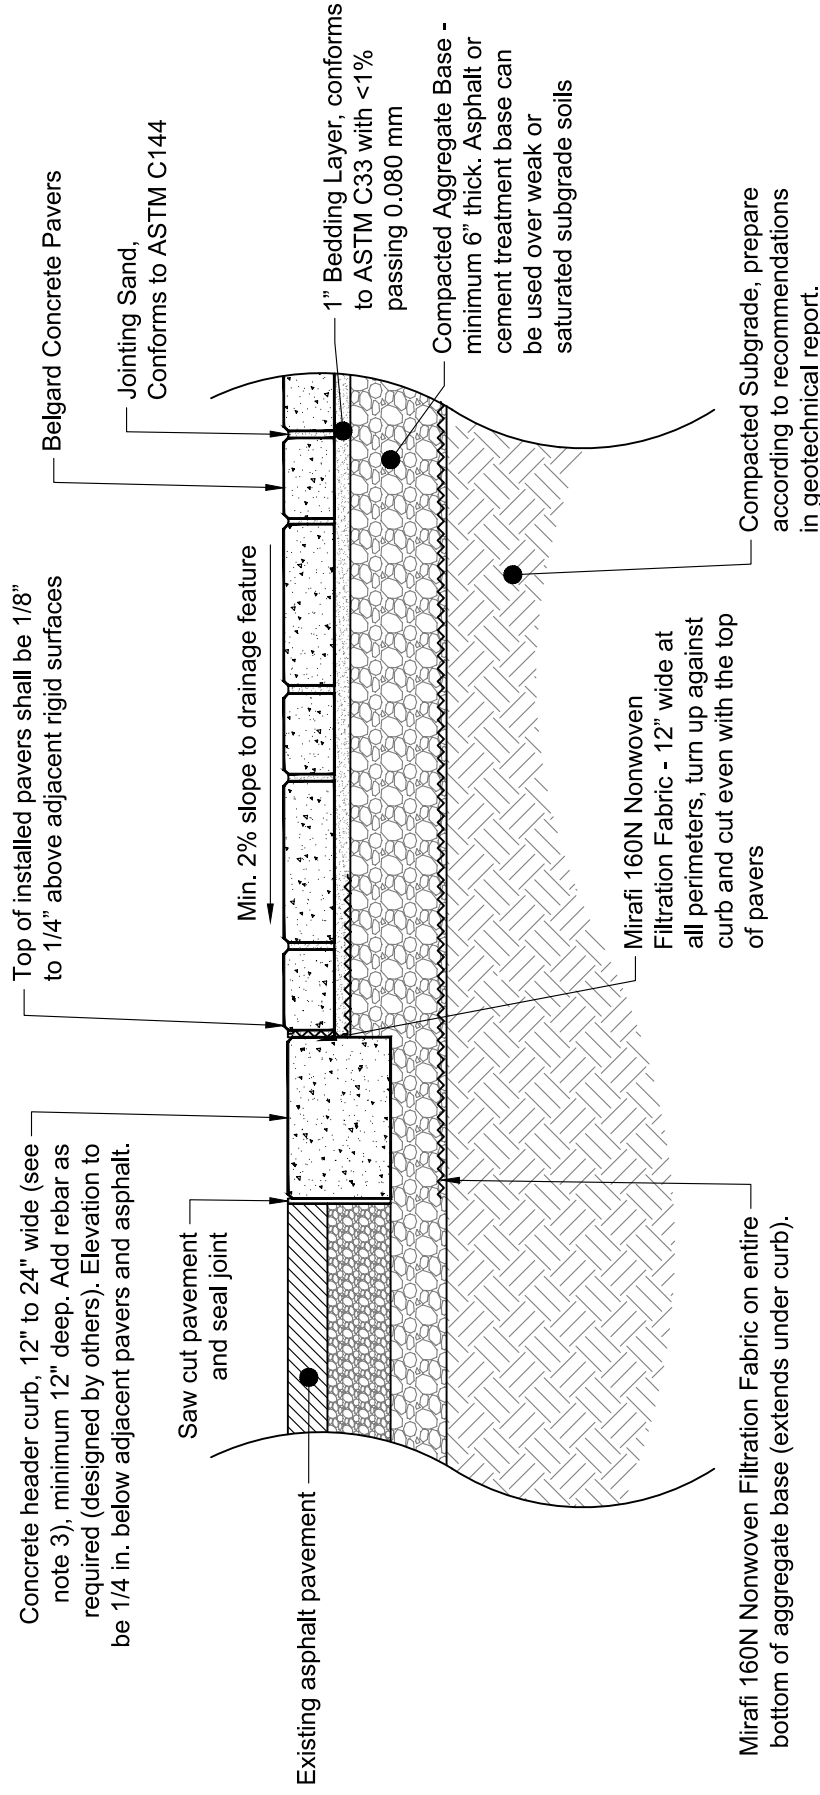 Concrete header curb, 12" to 24" wide (see
note 3), minimum 12" deep. Add rebar as
required (designed by others). Elevation to
be 1/4 in. below adjacent pavers and asphalt.
Top of installed pavers shall be 1/8”
to 1/4” above adjacent rigid surfaces
Belgard Concrete Pavers
Jointing Sand,
Conforms to ASTM C144
Saw cut pavement
and seal joint
Min. 2% slope to drainage feature
Existing asphalt pavement
1” Bedding Layer, conforms
to ASTM C33 with <1%
passing 0.080 mm
Compacted Aggregate Base -
minimum 6” thick. Asphalt or
cement treatment base can
be used over weak or
saturated subgrade soils
Mirafi 160N Nonwoven
Filtration Fabric - 12” wide at
all perimeters, turn up against
curb and cut even with the top
of pavers
Compacted Subgrade, prepare
according to recommendations
in geotechnical report.
Mirafi 160N Nonwoven Filtration Fabric on entire
bottom of aggregate base (extends under curb).